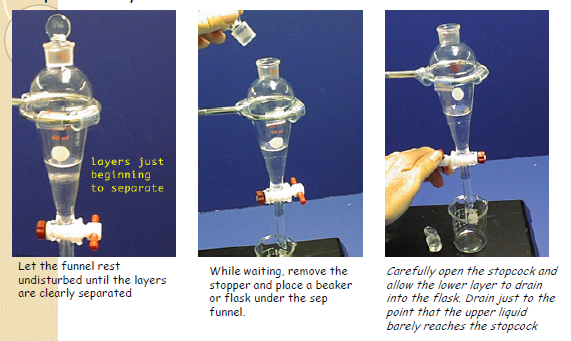 layers just
beginning
to separate
Let the funnel rest
undisturbed until the layers
are clearly separated
While waiting, remove the
stopper and place a beaker
or flask under the sep
funnel.
Carefully open the stopcock and
allow the lower layer to drain
into the flask. Drain just to the
point that the upper liquid
barely reaches the stopcock